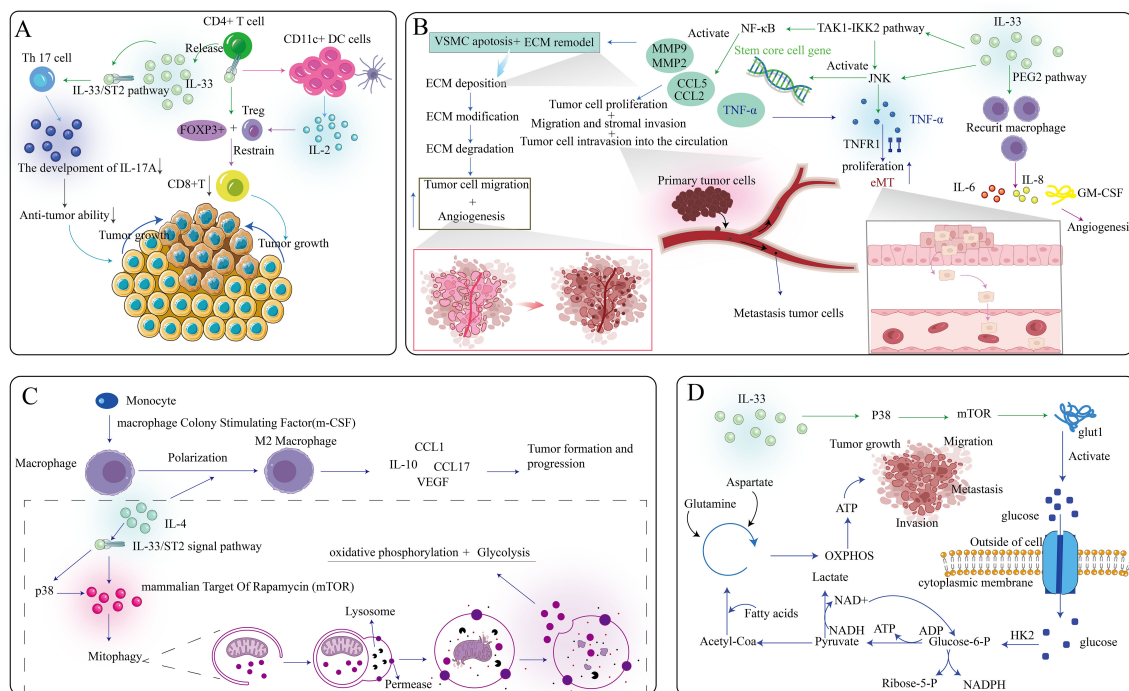 A
CD4+ T cell
Release
CD11c+ DC cells
Th 17 cell
IL-33
IL-33/ST2 pathway
Treg
FOXP3+
+
Restrain
IL-2
The develpoment of IL-17A
CD8+T
Anti-tumor ability
Tumor growth
Tumor growth
B
VSMC apotosis+ ECM remodel
Activate
NF-κB
TAK1-IKK2 pathway
IL-33
MMP9
MMP2
Stem core cell gene
Activate
JNK
PEG2 pathway
ECM deposition
CCL5
CCL2
Tumor cell proliferation
+
Migration and stromal invasion
+
Tumor cell intravasion into the circulation
TNF-α
TNF-α
ECM modification
TNFR1
Recurit macrophage
ECM degradation
proliferation
eMT
Tumor cell migration
+
Angiogenesis
Primary tumor cells
IL-6
IL-8
GM-CSF
Angiogenesis
Metastasis tumor cells
C
Monocyte
macrophage Colony Stimulating Factor(m-CSF)
Macrophage
Polarization
M2 Macrophage
CCL1
IL-10
CCL17
VEGF
Tumor formation and
progression
IL-4
IL-33/ST2 signal pathway
p38
mammalian Target Of Rapamycin (mTOR)
oxidative phosphorylation + Glycolysis
Mitophagy
Lysosome
Permease
D
IL-33
P38
mTOR
glut1
Activate
Tumor growth
Migration
Metastasis
Invasion
Aspartate
Glutamine
ATP
OXPHOS
glucose
Outside of cell
cytoplasmic membrane
Lactate
NAD+
NADH
Fatty acids
Acetyl-Coa
Pyruvate
ATP
ADP
Glucose-6-P
HK2
glucose
Ribose-5-P
NADPH